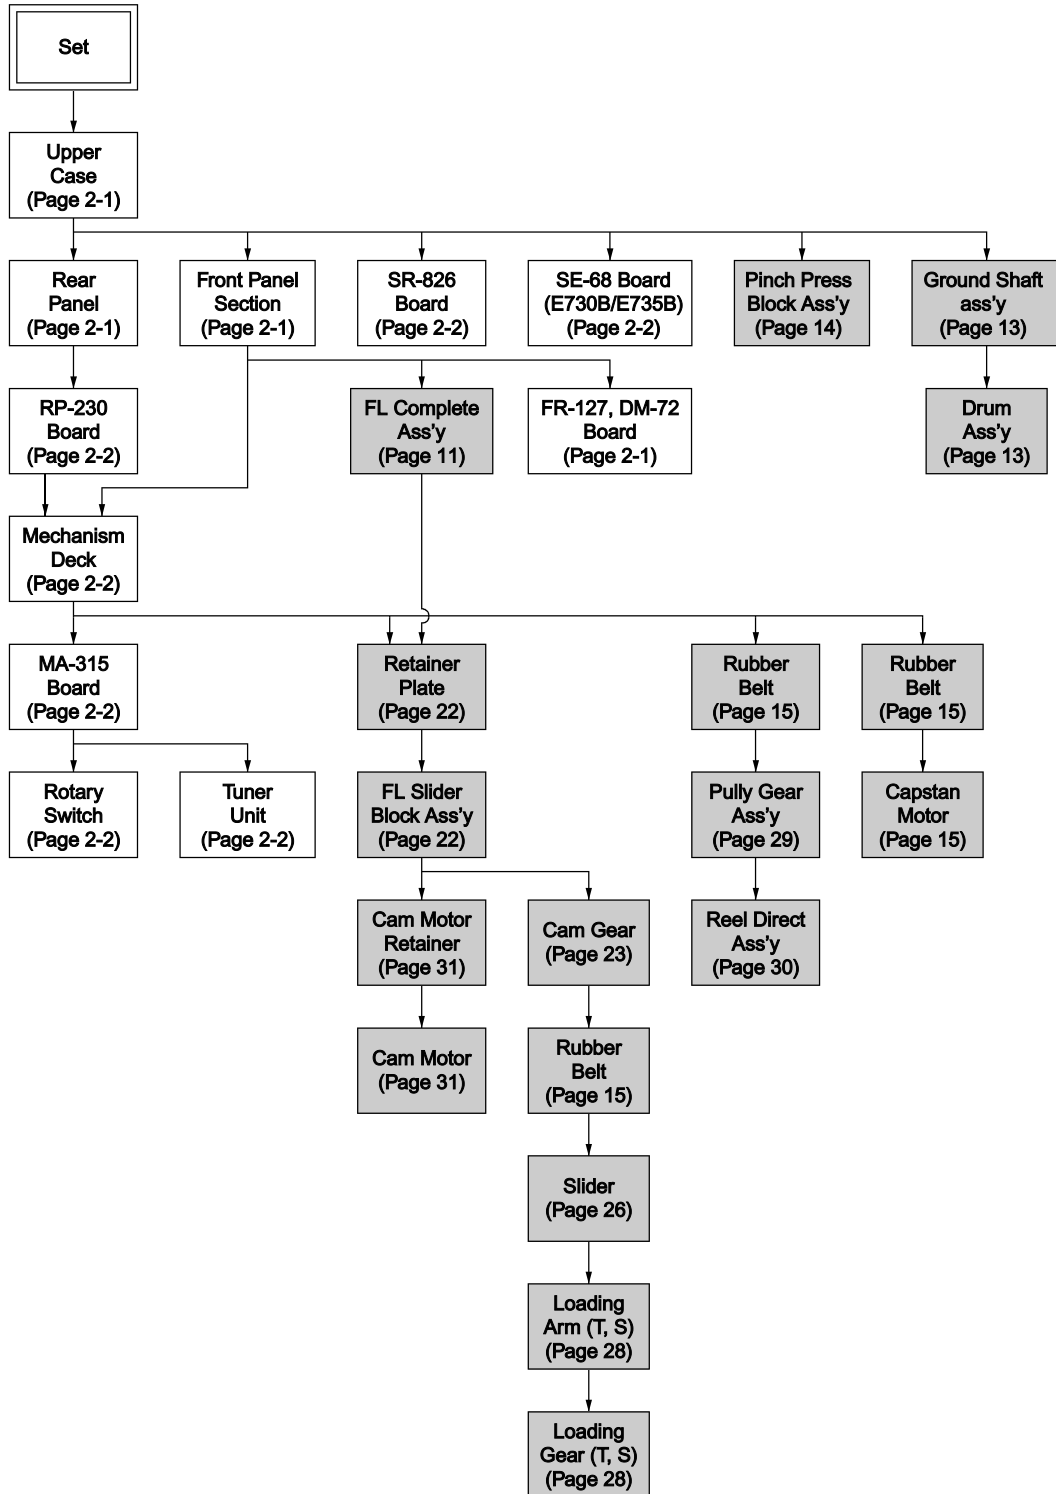 Set
Upper
Case
(Page 2-1)
Rear
Panel
(Page 2-1)
Front Panel
Section
(Page 2-1)
SR-826
Board
(Page 2-2)
SE-68 Board
(E730B/E735B)
(Page 2-2)
Pinch Press
Block Ass'y
(Page 14)
Ground Shaft
ass'y
(Page 13)
RP-230
Board
(Page 2-2)
FL Complete
Ass'y
(Page 11)
FR-127, DM-72
Board
(Page 2-1)
Drum
Ass'y
(Page 13)
Mechanism
Deck
(Page 2-2)
MA-315
Board
(Page 2-2)
Retainer
Plate
(Page 22)
Rubber
Belt
(Page 15)
Rubber
Belt
(Page 15)
Rotary
Switch
(Page 2-2)
Tuner
Unit
(Page 2-2)
FL Slider
Block Ass'y
(Page 22)
Pully Gear
Ass'y
(Page 29)
Capstan
Motor
(Page 15)
Cam Motor
Retainer
(Page 31)
Cam Gear
(Page 23)
Reel Direct
Ass'y
(Page 30)
Cam Motor
(Page 31)
Rubber
Belt
(Page 15)
Slider
(Page 26)
Loading
Arm (T, S)
(Page 28)
Loading
Gear (T, S)
(Page 28)